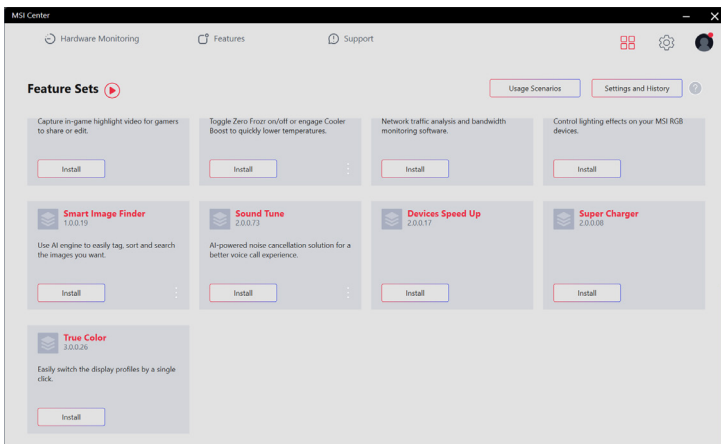 MSI Center
Hardware Monitoring
Features
Support
Feature Sets
Usage Scenarios
Settings and History
?
Capture in-game highlight video for gamers
to share or edit.
Install
Toggle Zero Frozr on/off or engage Cooler
Boost to quickly lower temperatures.
Install
Network traffic analysis and bandwidth
monitoring software.
Install
Control lighting effects on your MSI RGB
devices.
Install
Smart Image Finder
1.0.0.19
Use AI engine to easily tag, sort and search
the images you want.
Install
Sound Tune
2.0.0.73
AI-powered noise cancellation solution for a
better voice call experience.
Install
Devices Speed Up
2.0.0.17
Install
Super Charger
2.0.0.08
Install
True Color
3.0.0.26
Easily switch the display profiles by a single
click.
Install